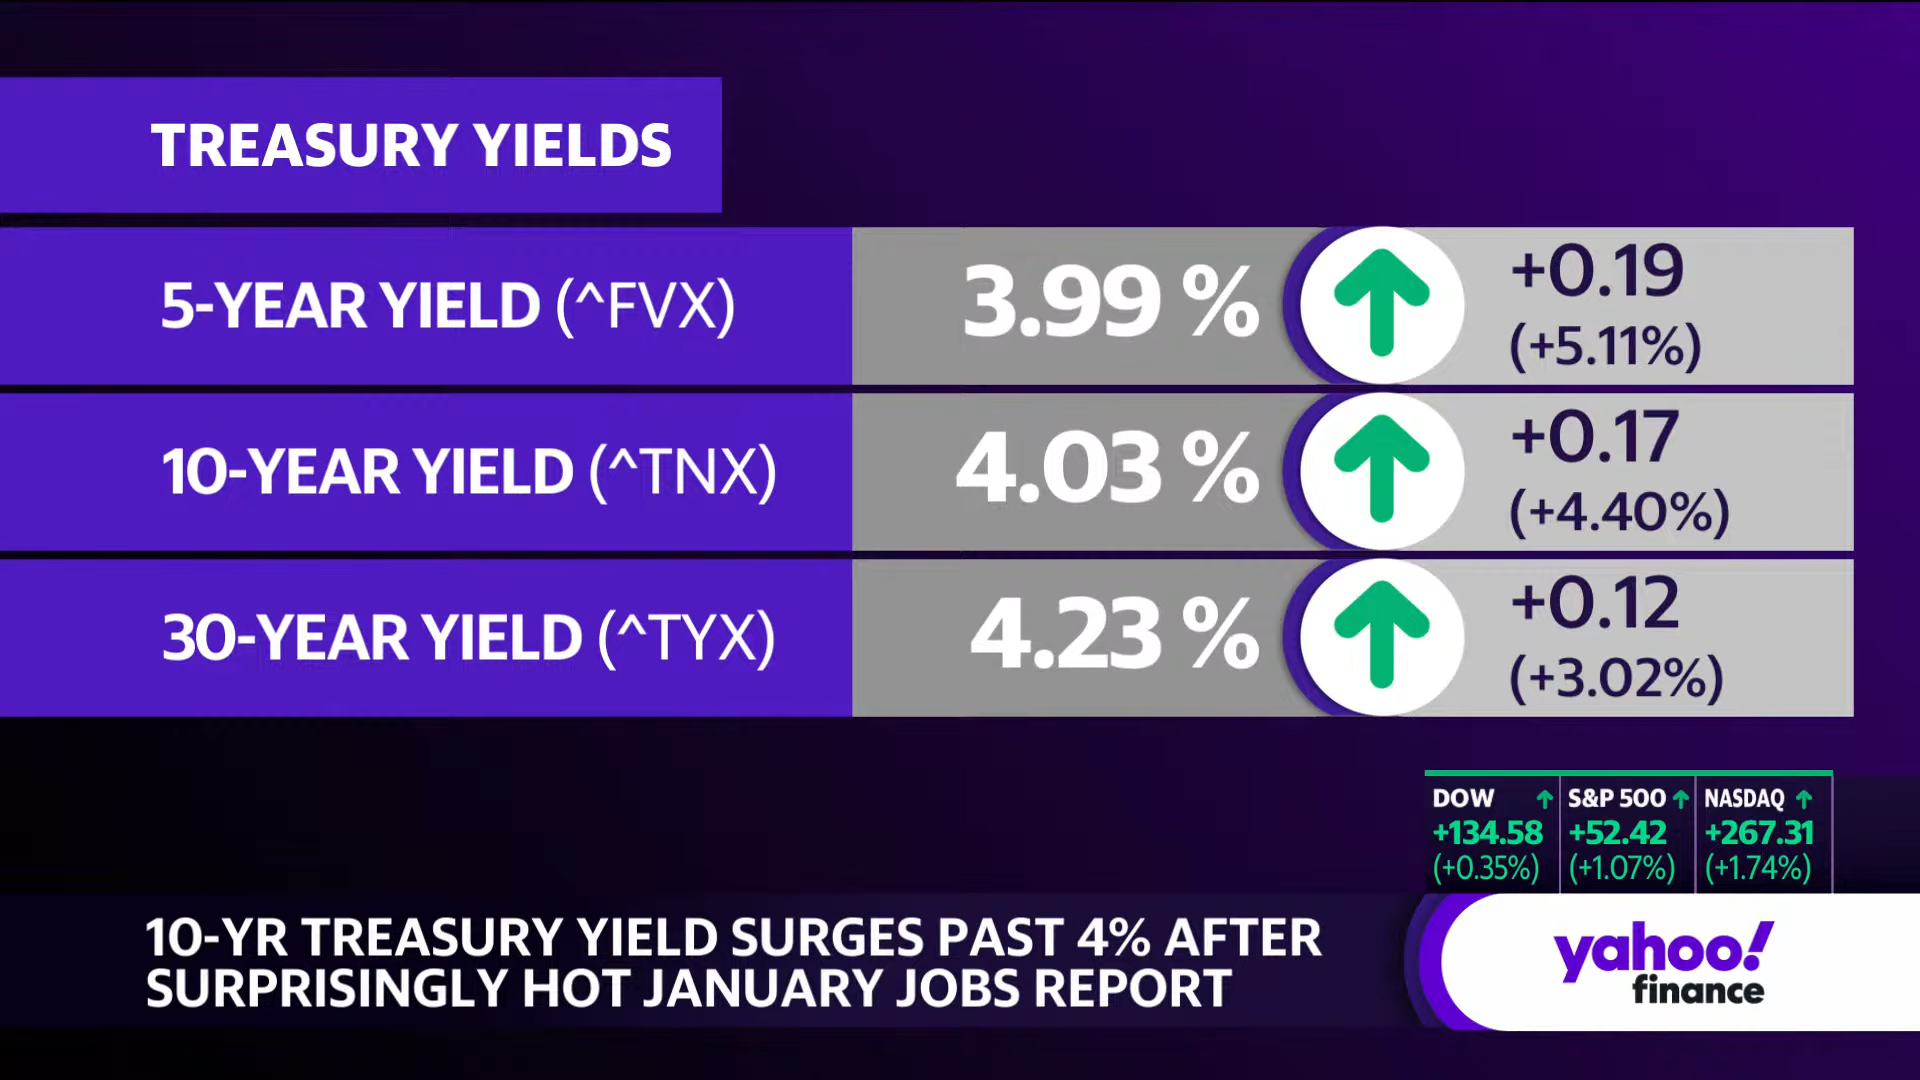 TREASURY YIELDS
5-YEAR YIELD (^FVX) 3.99 % +0.19
(+5.11%)
10-YEAR YIELD (^TNX) 4.03 % +0.17
(+4.40%)
30-YEAR YIELD (^TYX) 4.23 % +0.12
(+3.02%)
DOW S&P 500 NASDAQ
+134.58 +52.42 +267.31
(+0.35%) (+1.07%) (+1.74%)
10-YR TREASURY YIELD SURGES PAST 4% AFTER
SURPRISINGLY HOT JANUARY JOBS REPORT
yahoo!
finance